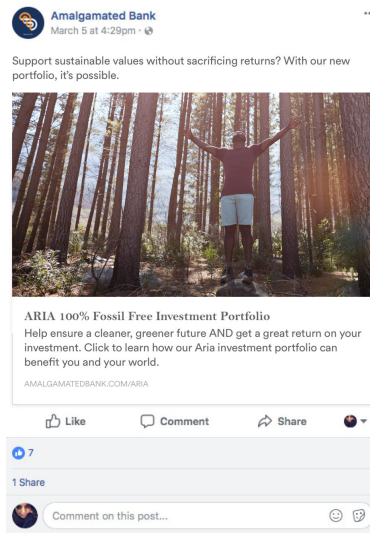 Amalgamated Bank
March 5 at 4:29pm ·
Support sustainable values without sacrificing returns? With our new
portfolio, it's possible.
ARIA 100% Fossil Free Investment Portfolio
Help ensure a cleaner, greener future AND get a great return on your
investment. Click to learn how our Aria investment portfolio can
benefit you and your world.
AMALGAMATEDBANK.COM/ARIA
Like Comment Share
7
1 Share
Comment on this post...